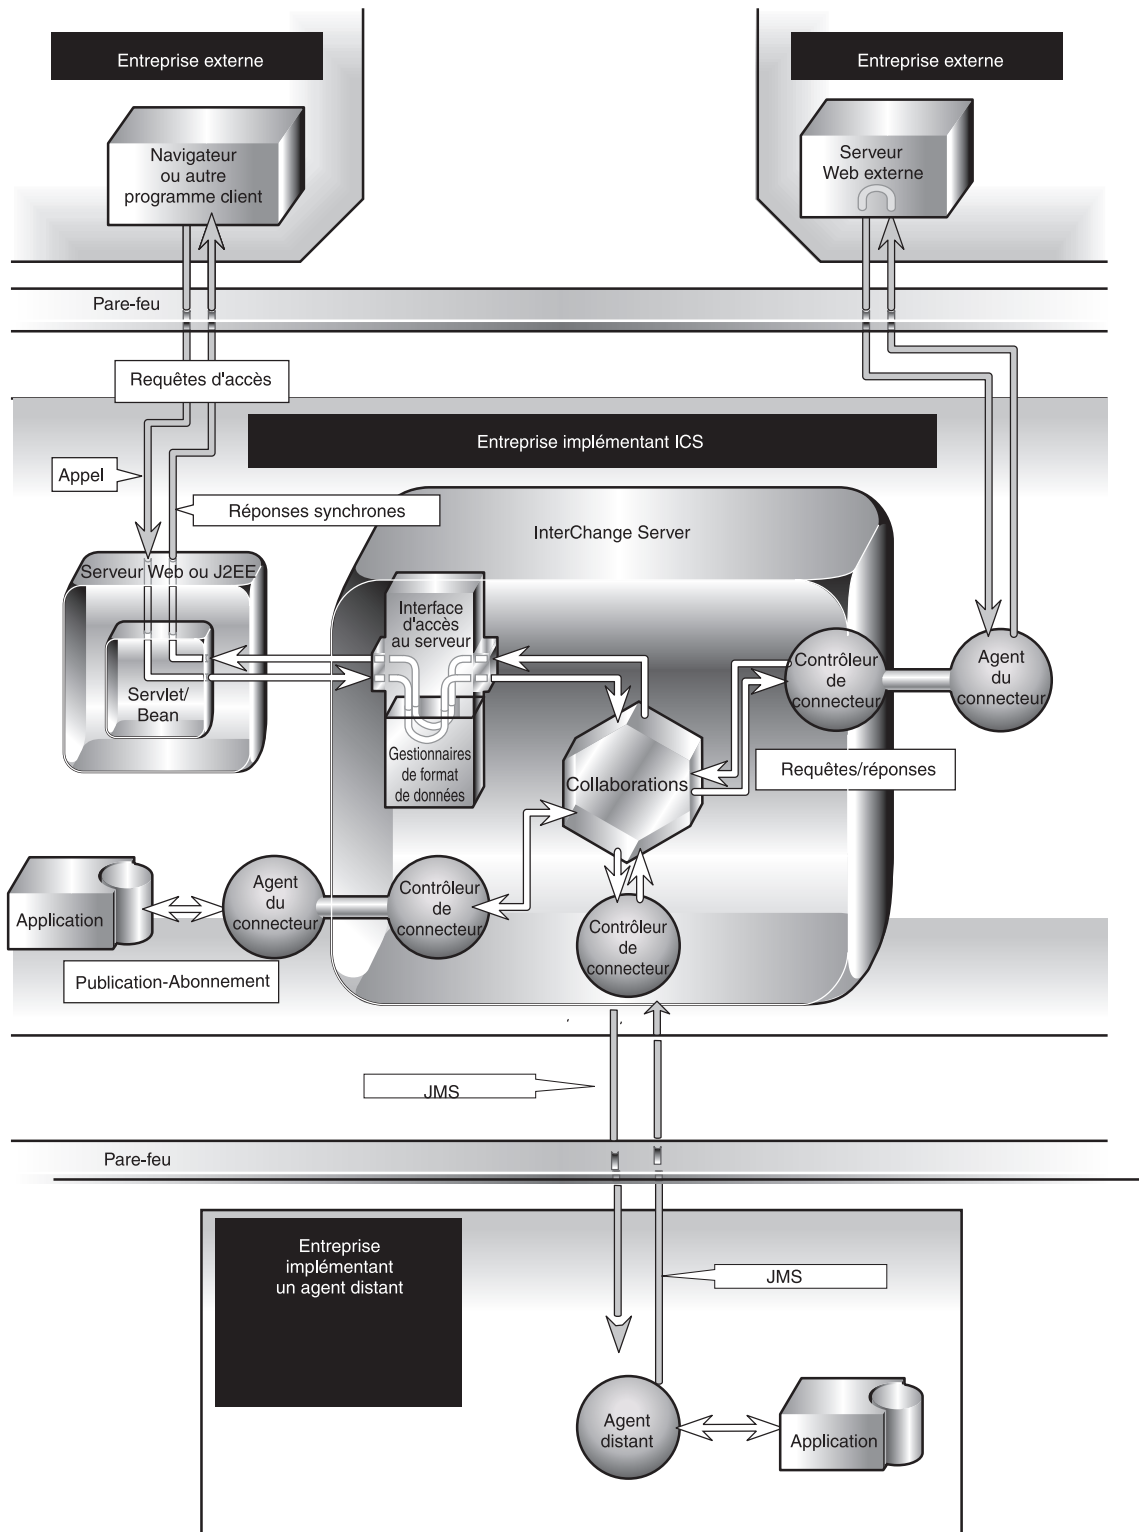 Entreprise externe
Entreprise externe
Navigateur
ou autre
programme client
Serveur
Web externe
Pare-feu
Requêtes d'accès
Entreprise implémentant ICS
Appel
Réponses synchrones
InterChange Server
Serveur Web ou J2EE
Interface
d'accès
au serveur
Servlet/
Bean
Contrôleur
de
connecteur
Agent
du
connecteur
Gestionnaires
de format
de données
Collaborations
Requêtes/réponses
Application
Agent
du
connecteur
Contrôleur
de
connecteur
Contrôleur
de
connecteur
Publication-Abonnement
JMS
Pare-feu
Entreprise
implémentant
un agent distant
JMS
Agent
distant
Application